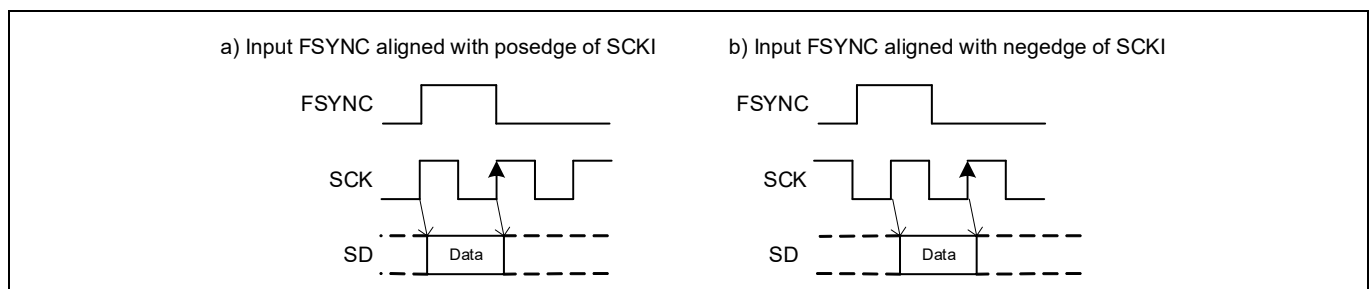 a) Input FSYNC aligned with posedge of SCKI
b) Input FSYNC aligned with negedge of SCKI
FSYNC
FSYNC
SCK
SCK
SD
Data
SD
Data